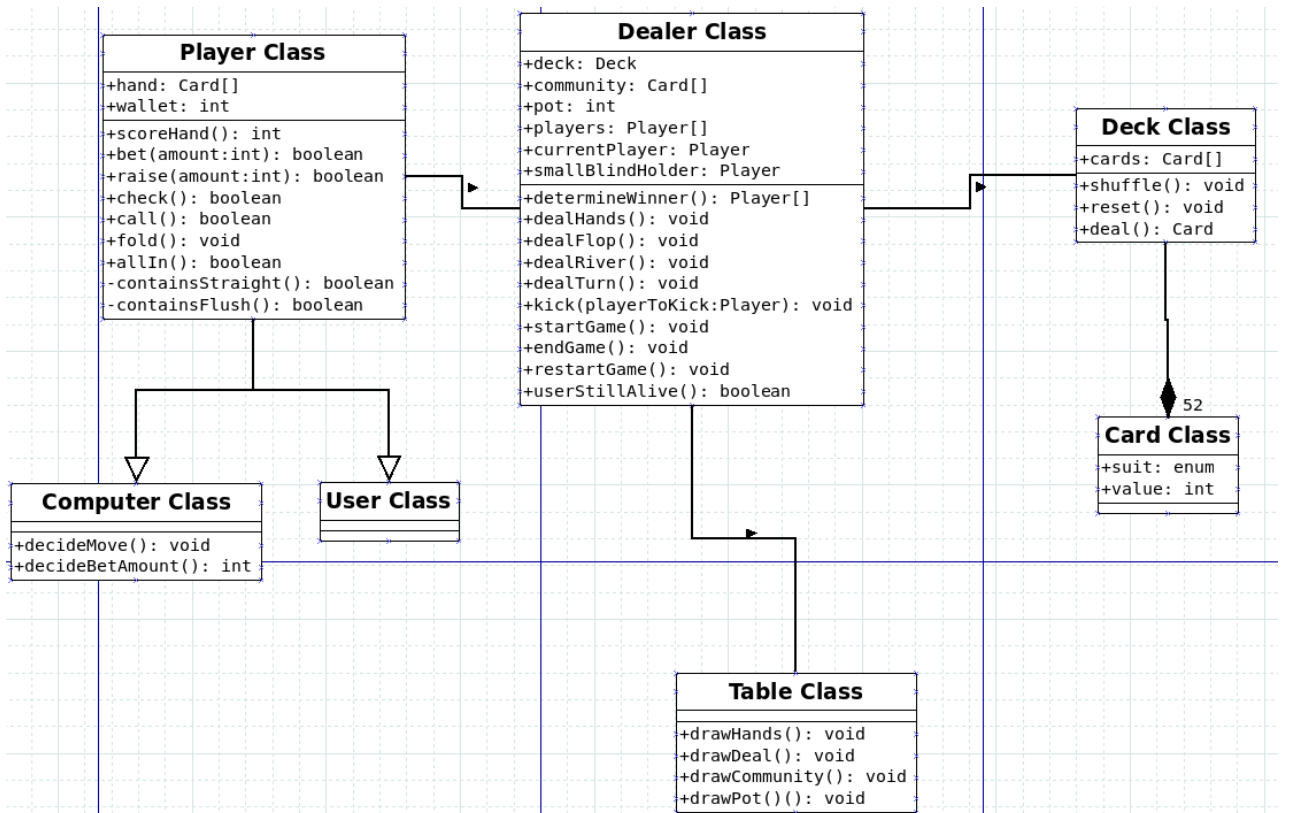 Player Class
+hand: Card[]
+wallet: int
+scoreHand(): int
+bet(amount:int): boolean
+raise(amount:int): boolean
+check(): boolean
+call(): boolean
+fold(): void
+allIn(): boolean
-containsStraight(): boolean
-containsFlush(): boolean
Dealer Class
+deck: Deck
+community: Card[]
+pot: int
+players: Player[]
+currentPlayer: Player
+smallBlindHolder: Player
+determineWinner(): Player[]
+dealHands(): void
+dealFlop(): void
+dealRiver(): void
+dealTurn(): void
+kick(playerToKick:Player): void
+startGame(): void
+endGame(): void
+restartGame(): void
+userStillAlive(): boolean
Deck Class
+cards: Card[]
+shuffle(): void
+reset(): void
+deal(): Card
52
Card Class
+suit: enum
+value: int
Computer Class
+decideMove(): void
+decideBetAmount(): int
User Class
Table Class
+drawHands(): void
+drawDeal(): void
+drawCommunity(): void
+drawPot()(): void